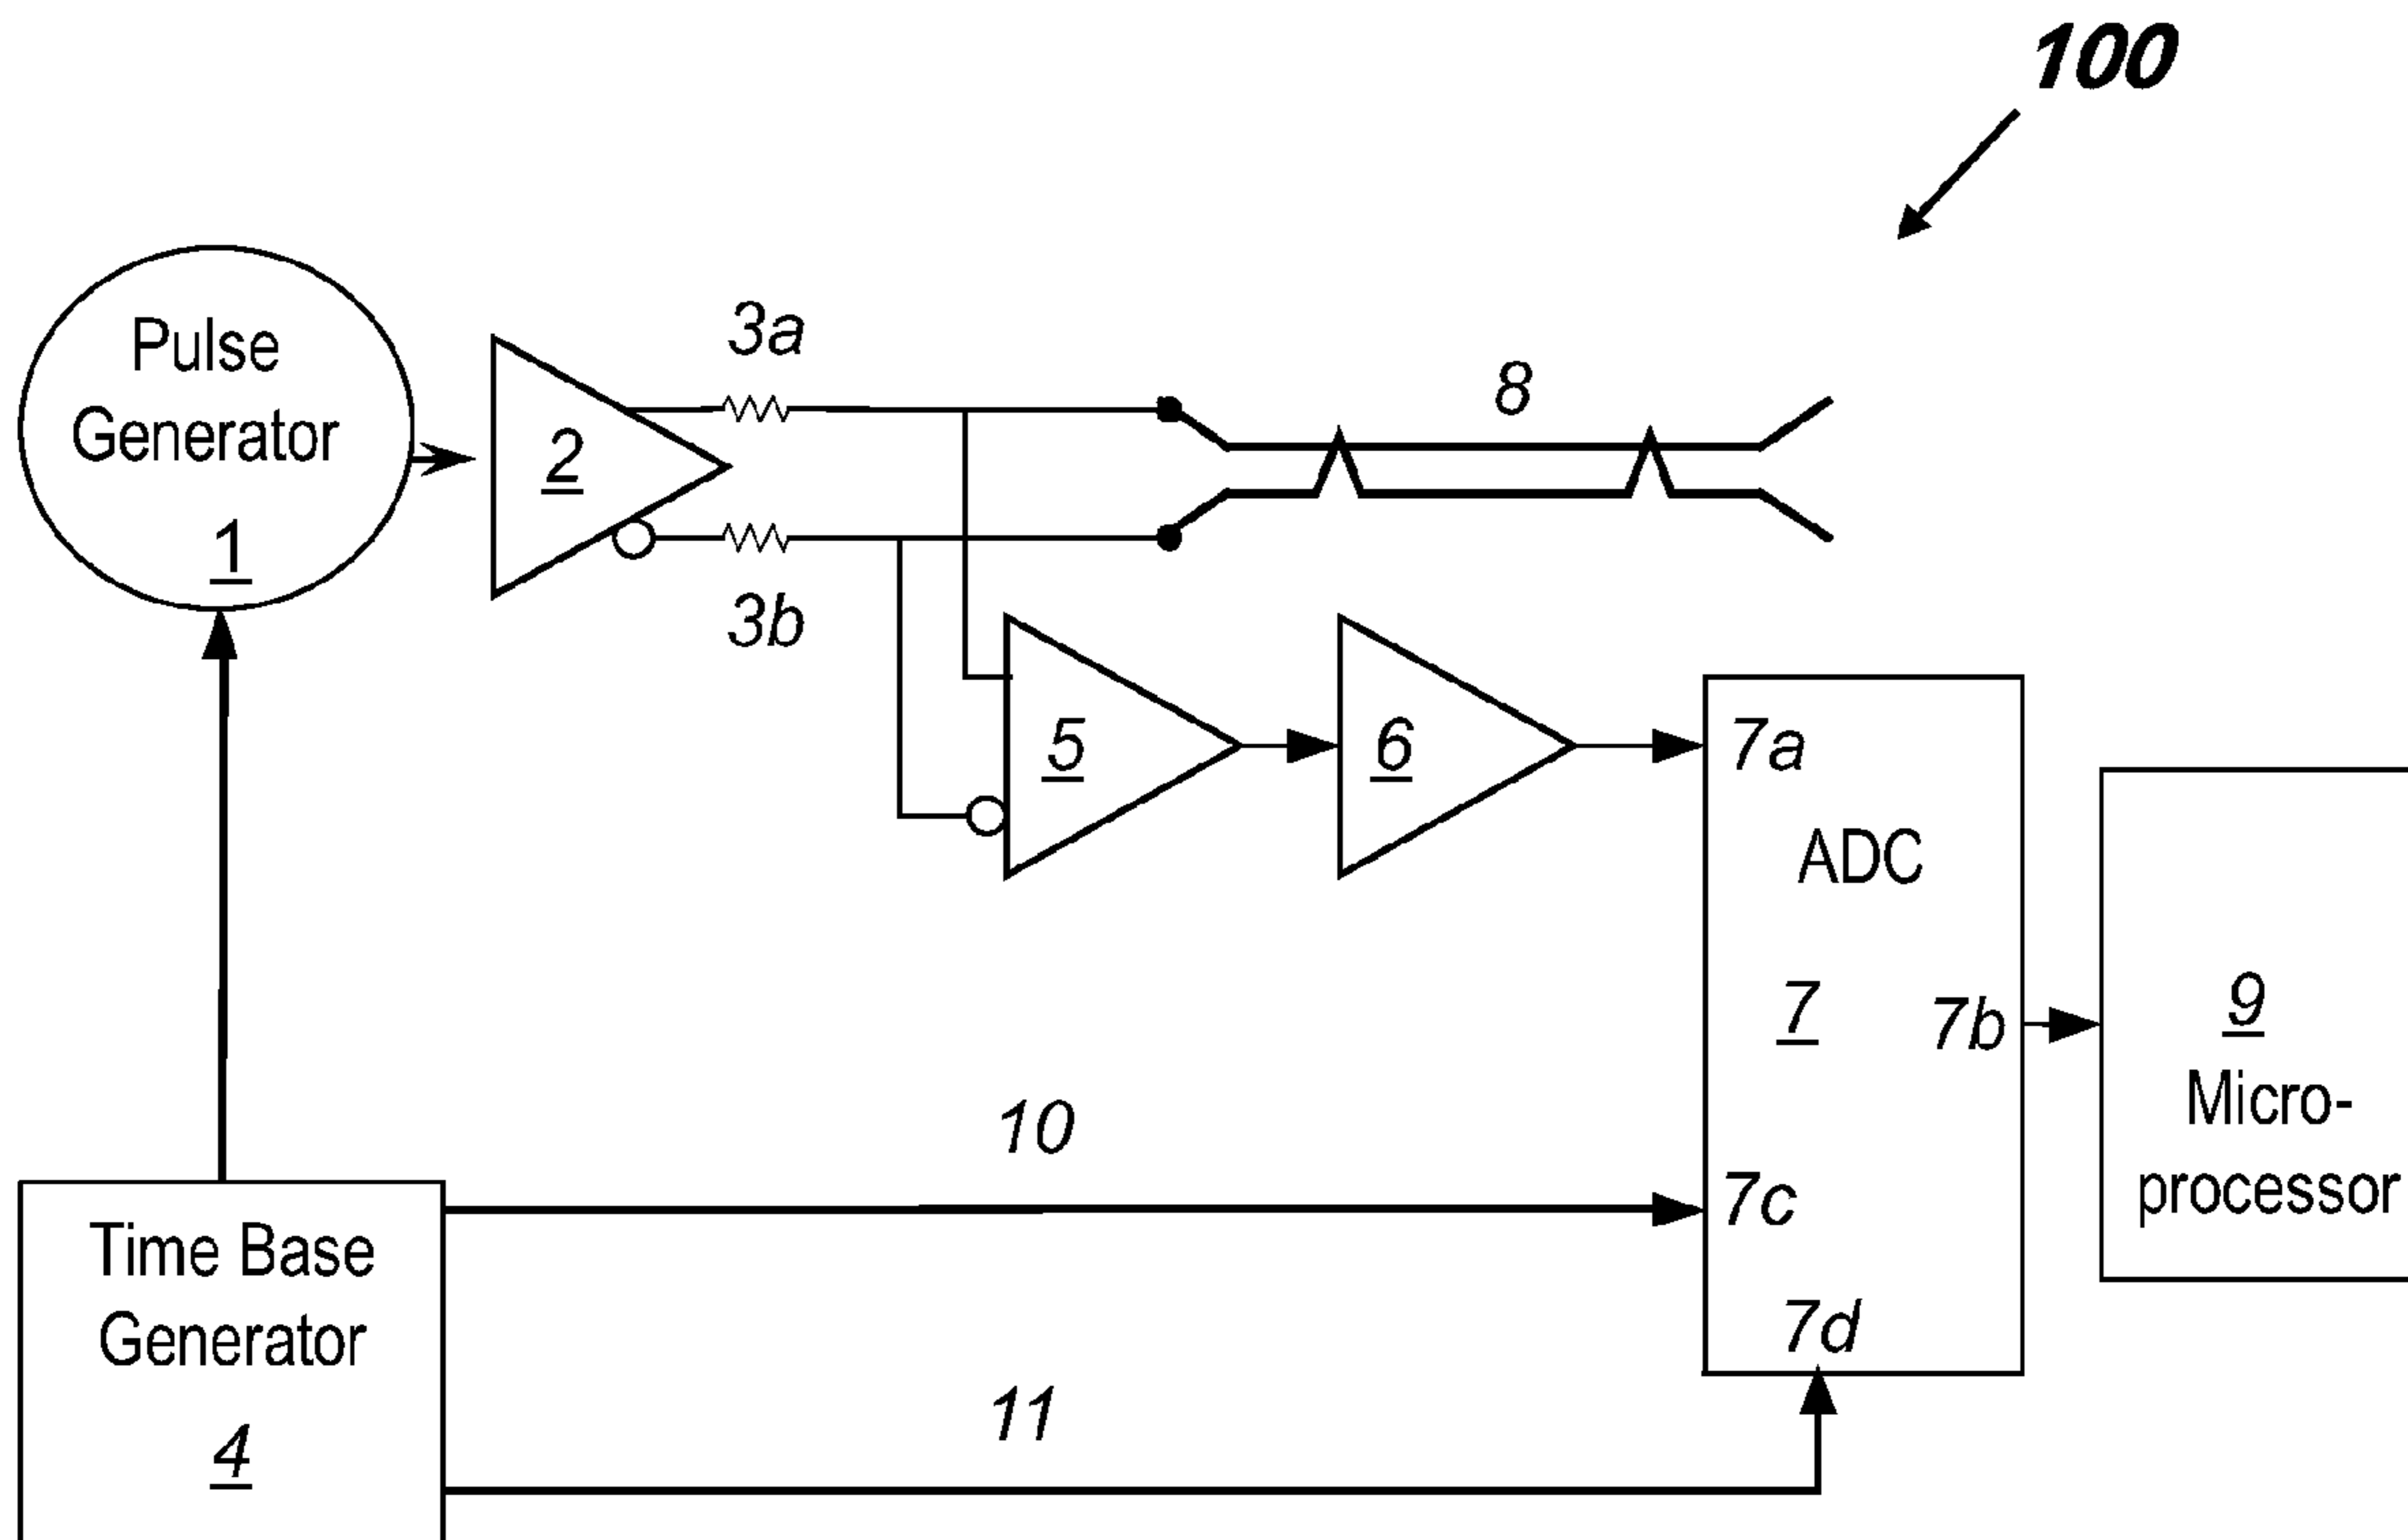 100
Pulse
Generator
1
2
3a
3b
8
5
6
7a
ADC
7
7b
7c
7d
9
Micro-
processor
10
11
Time Base
Generator
4